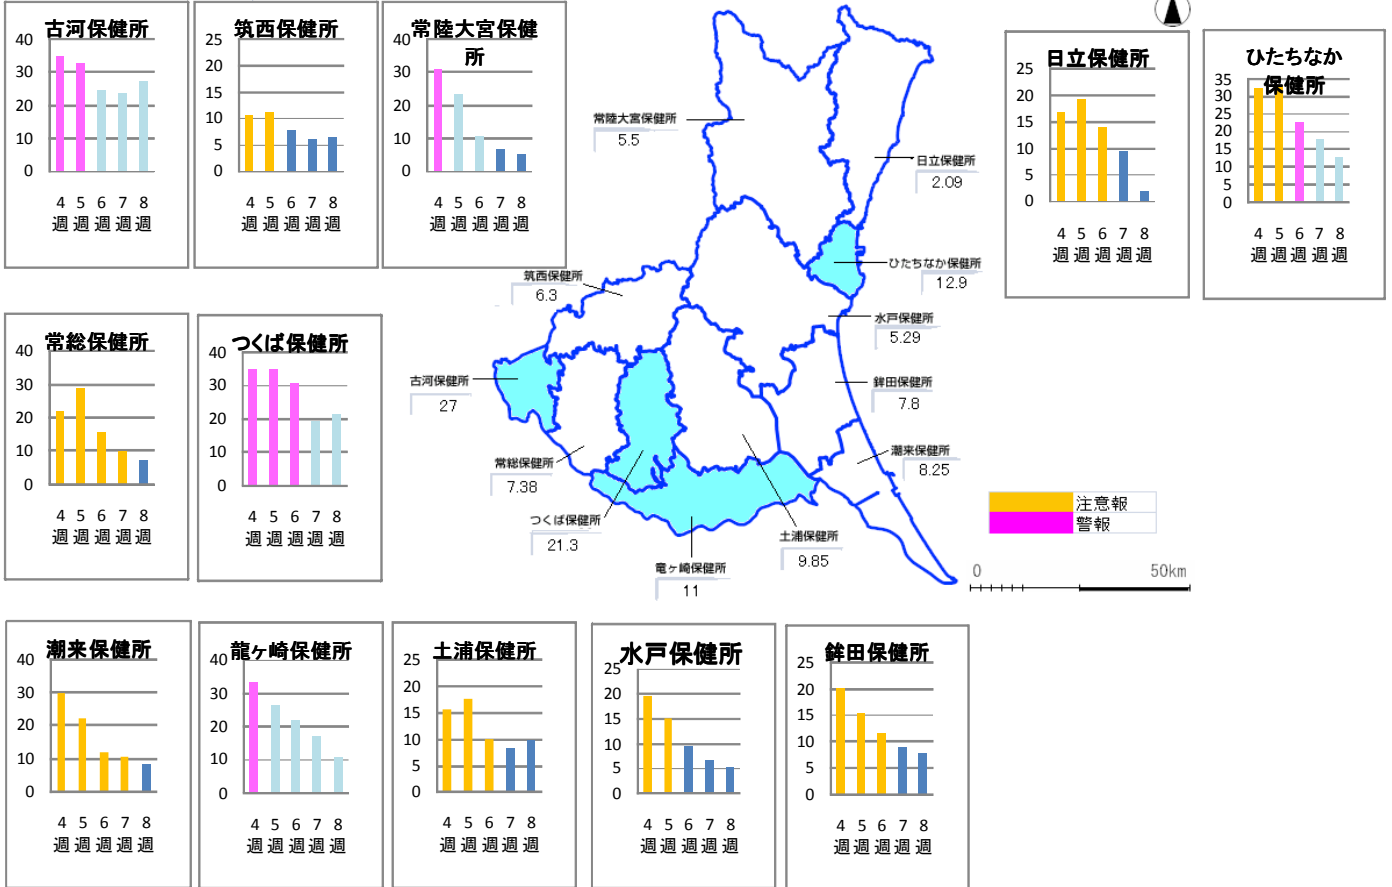 古河保健所
40
30
20
10
0
4 5 6 7 8
週 週 週 週 週
筑西保健所
25
20
15
10
5
0
4 5 6 7 8
週 週 週 週 週
常陸大宮保健
所
40
30
20
10
0
4 5 6 7 8
週 週 週 週 週
常陸大宮保健所
5.5
日立保健所
2.09
ひたちなか保健所
12.9
筑西保健所
6.3
水戸保健所
5.29
古河保健所
27
鉾田保健所
7.8
潮来保健所
8.25
常総保健所
7.38
つくば保健所
21.3
土浦保健所
9.85
竜ヶ崎保健所
11
日立保健所
25
20
15
10
5
0
4 5 6 7 8
週 週 週 週 週
ひたちなか
保健所
35
30
25
20
15
10
5
0
4 5 6 7 8
週 週 週 週 週
注意報
警報
0 50km
常総保健所
40
30
20
10
0
4 5 6 7 8
週 週 週 週 週
つくば保健所
40
30
20
10
0
4 5 6 7 8
週 週 週 週 週
潮来保健所
40
30
20
10
0
4 5 6 7 8
週 週 週 週 週
龍ヶ崎保健所
40
30
20
10
0
4 5 6 7 8
週 週 週 週 週
土浦保健所
25
20
15
10
5
0
4 5 6 7 8
週 週 週 週 週
水戸保健所
25
20
15
10
5
0
4 5 6 7 8
週 週 週 週 週
鉾田保健所
25
20
15
10
5
0
4 5 6 7 8
週 週 週 週 週